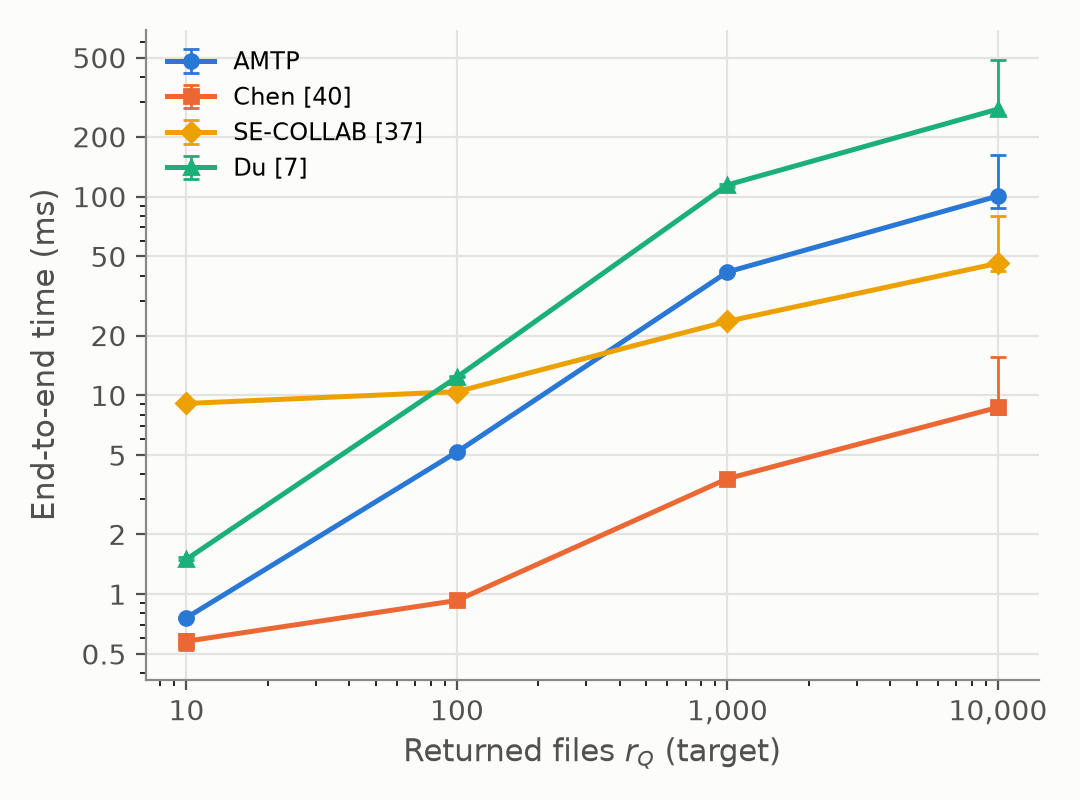 AMTP
Chen [40]
SE-COLLAB [37]
Du [7]
End-to-end time (ms)
500
200
100
50
20
10
5
2
1
0.5
10 100 1,000 10,000
Returned files r_Q (target)